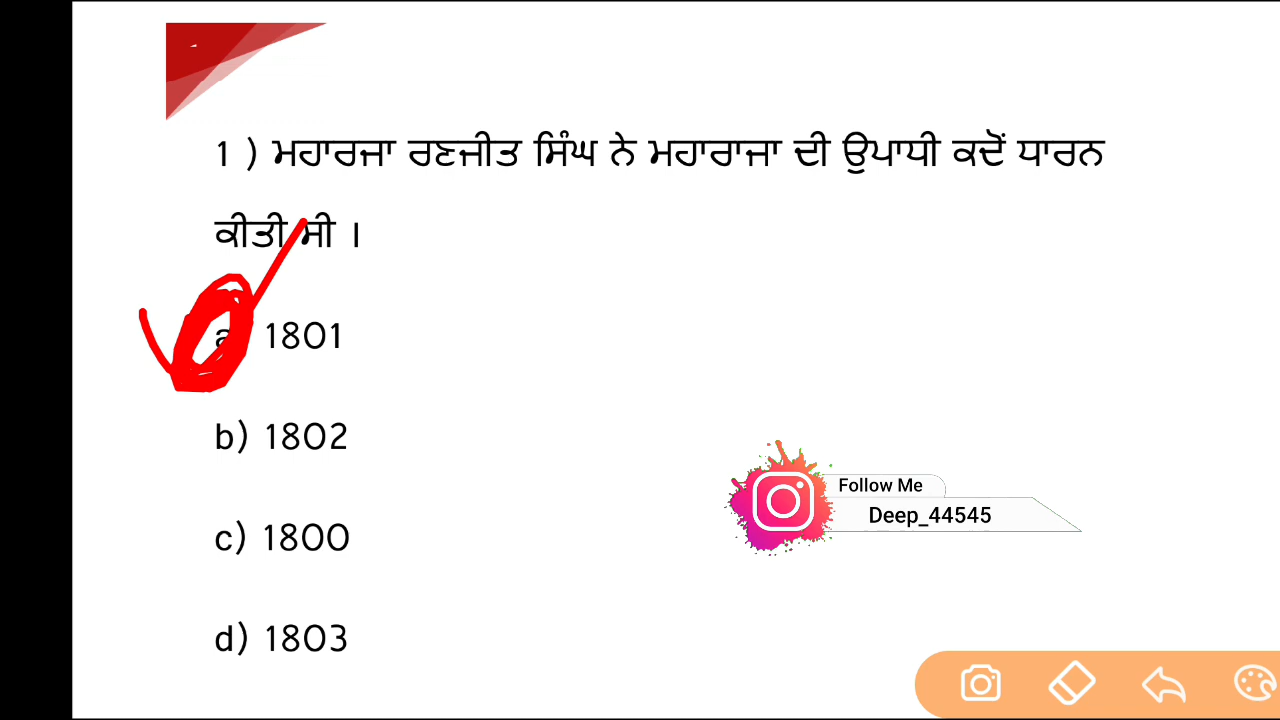 1 ) ਮਹਾਰਜਾ ਰਣਜੀਤ ਸਿੰਘ ਨੇ ਮਹਾਰਾਜਾ ਦੀ ਉਪਾਧੀ ਕਦੋਂ ਧਾਰਨ
ਕੀਤੀ ਸੀ ।
a) 1801
b) 1802
c) 1800
d) 1803
Follow Me
Deep_44545